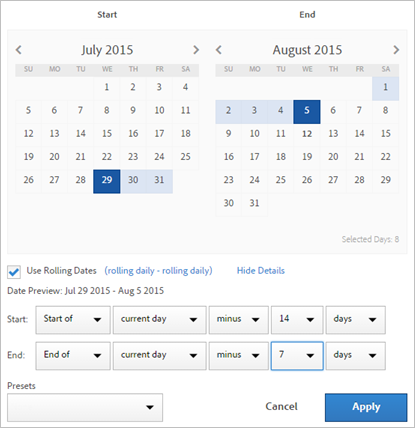 Start End
July 2015 August 2015
SU MO TU WE TH FR SA SU MO TU WE TH FR SA
1 2 3 4 1
5 6 7 8 9 10 11 2 3 4 5 6 7 8
12 13 14 15 16 17 18 9 10 11 12 13 14 15
19 20 21 22 23 24 25 16 17 18 19 20 21 22
26 27 28 29 30 31 23 24 25 26 27 28 29
30 31
Selected Days: 8
Use Rolling Dates (rolling daily - rolling daily) Hide Details
Date Preview: Jul 29 2015 - Aug 5 2015
Start: Start of current day minus 14 days
End: End of current day minus 7 days
Presets
Cancel Apply